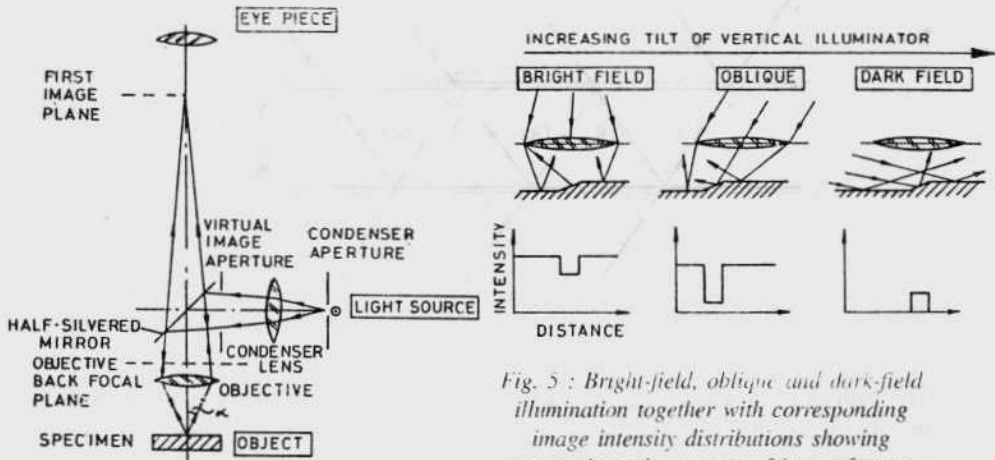 EYE PIECE
FIRST
IMAGE
PLANE
VIRTUAL
IMAGE
APERTURE
CONDENSER
APERTURE
LIGHT SOURCE
HALF-SILVERED
MIRROR
CONDENSER
LENS
OBJECTIVE
BACK FOCAL
PLANE
OBJECTIVE
α
SPECIMEN
OBJECT
INCREASING TILT OF VERTICAL ILLUMINATOR
BRIGHT FIELD
OBLIQUE
DARK FIELD
INTENSITY
DISTANCE
Fig. 5 : Bright-field, oblique and dark-field
illumination together with corresponding
image intensity distributions showing